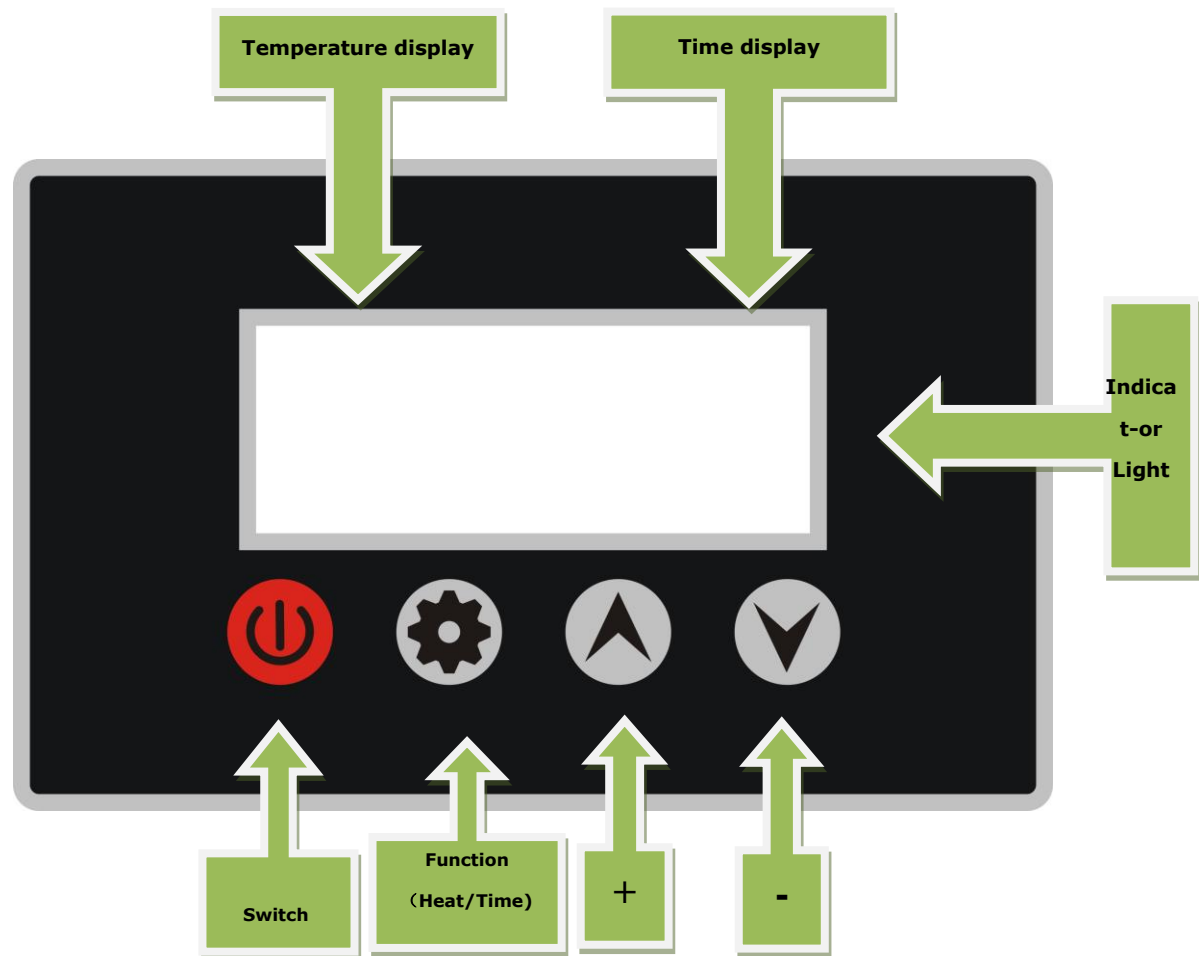 Temperature display
Time display
Indica
t-or
Light
Switch
Function
（Heat/Time)
+
-